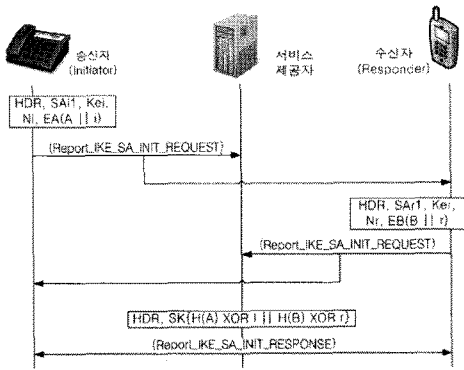 송신자
(Initiator)
서비스
제공자
수신자
(Responder)
HDR, SAi1, Kei,
Ni, EA(A || i)
(Report_IKE_SA_INIT_REQUEST)
HDR, SAr1, Ker,
Nr, EB(B || r)
(Report_IKE_SA_INIT_REQUEST)
HDR, SK{H(A) XOR i || H(B) XOR r}
(Report_IKE_SA_INIT_RESPONSE)